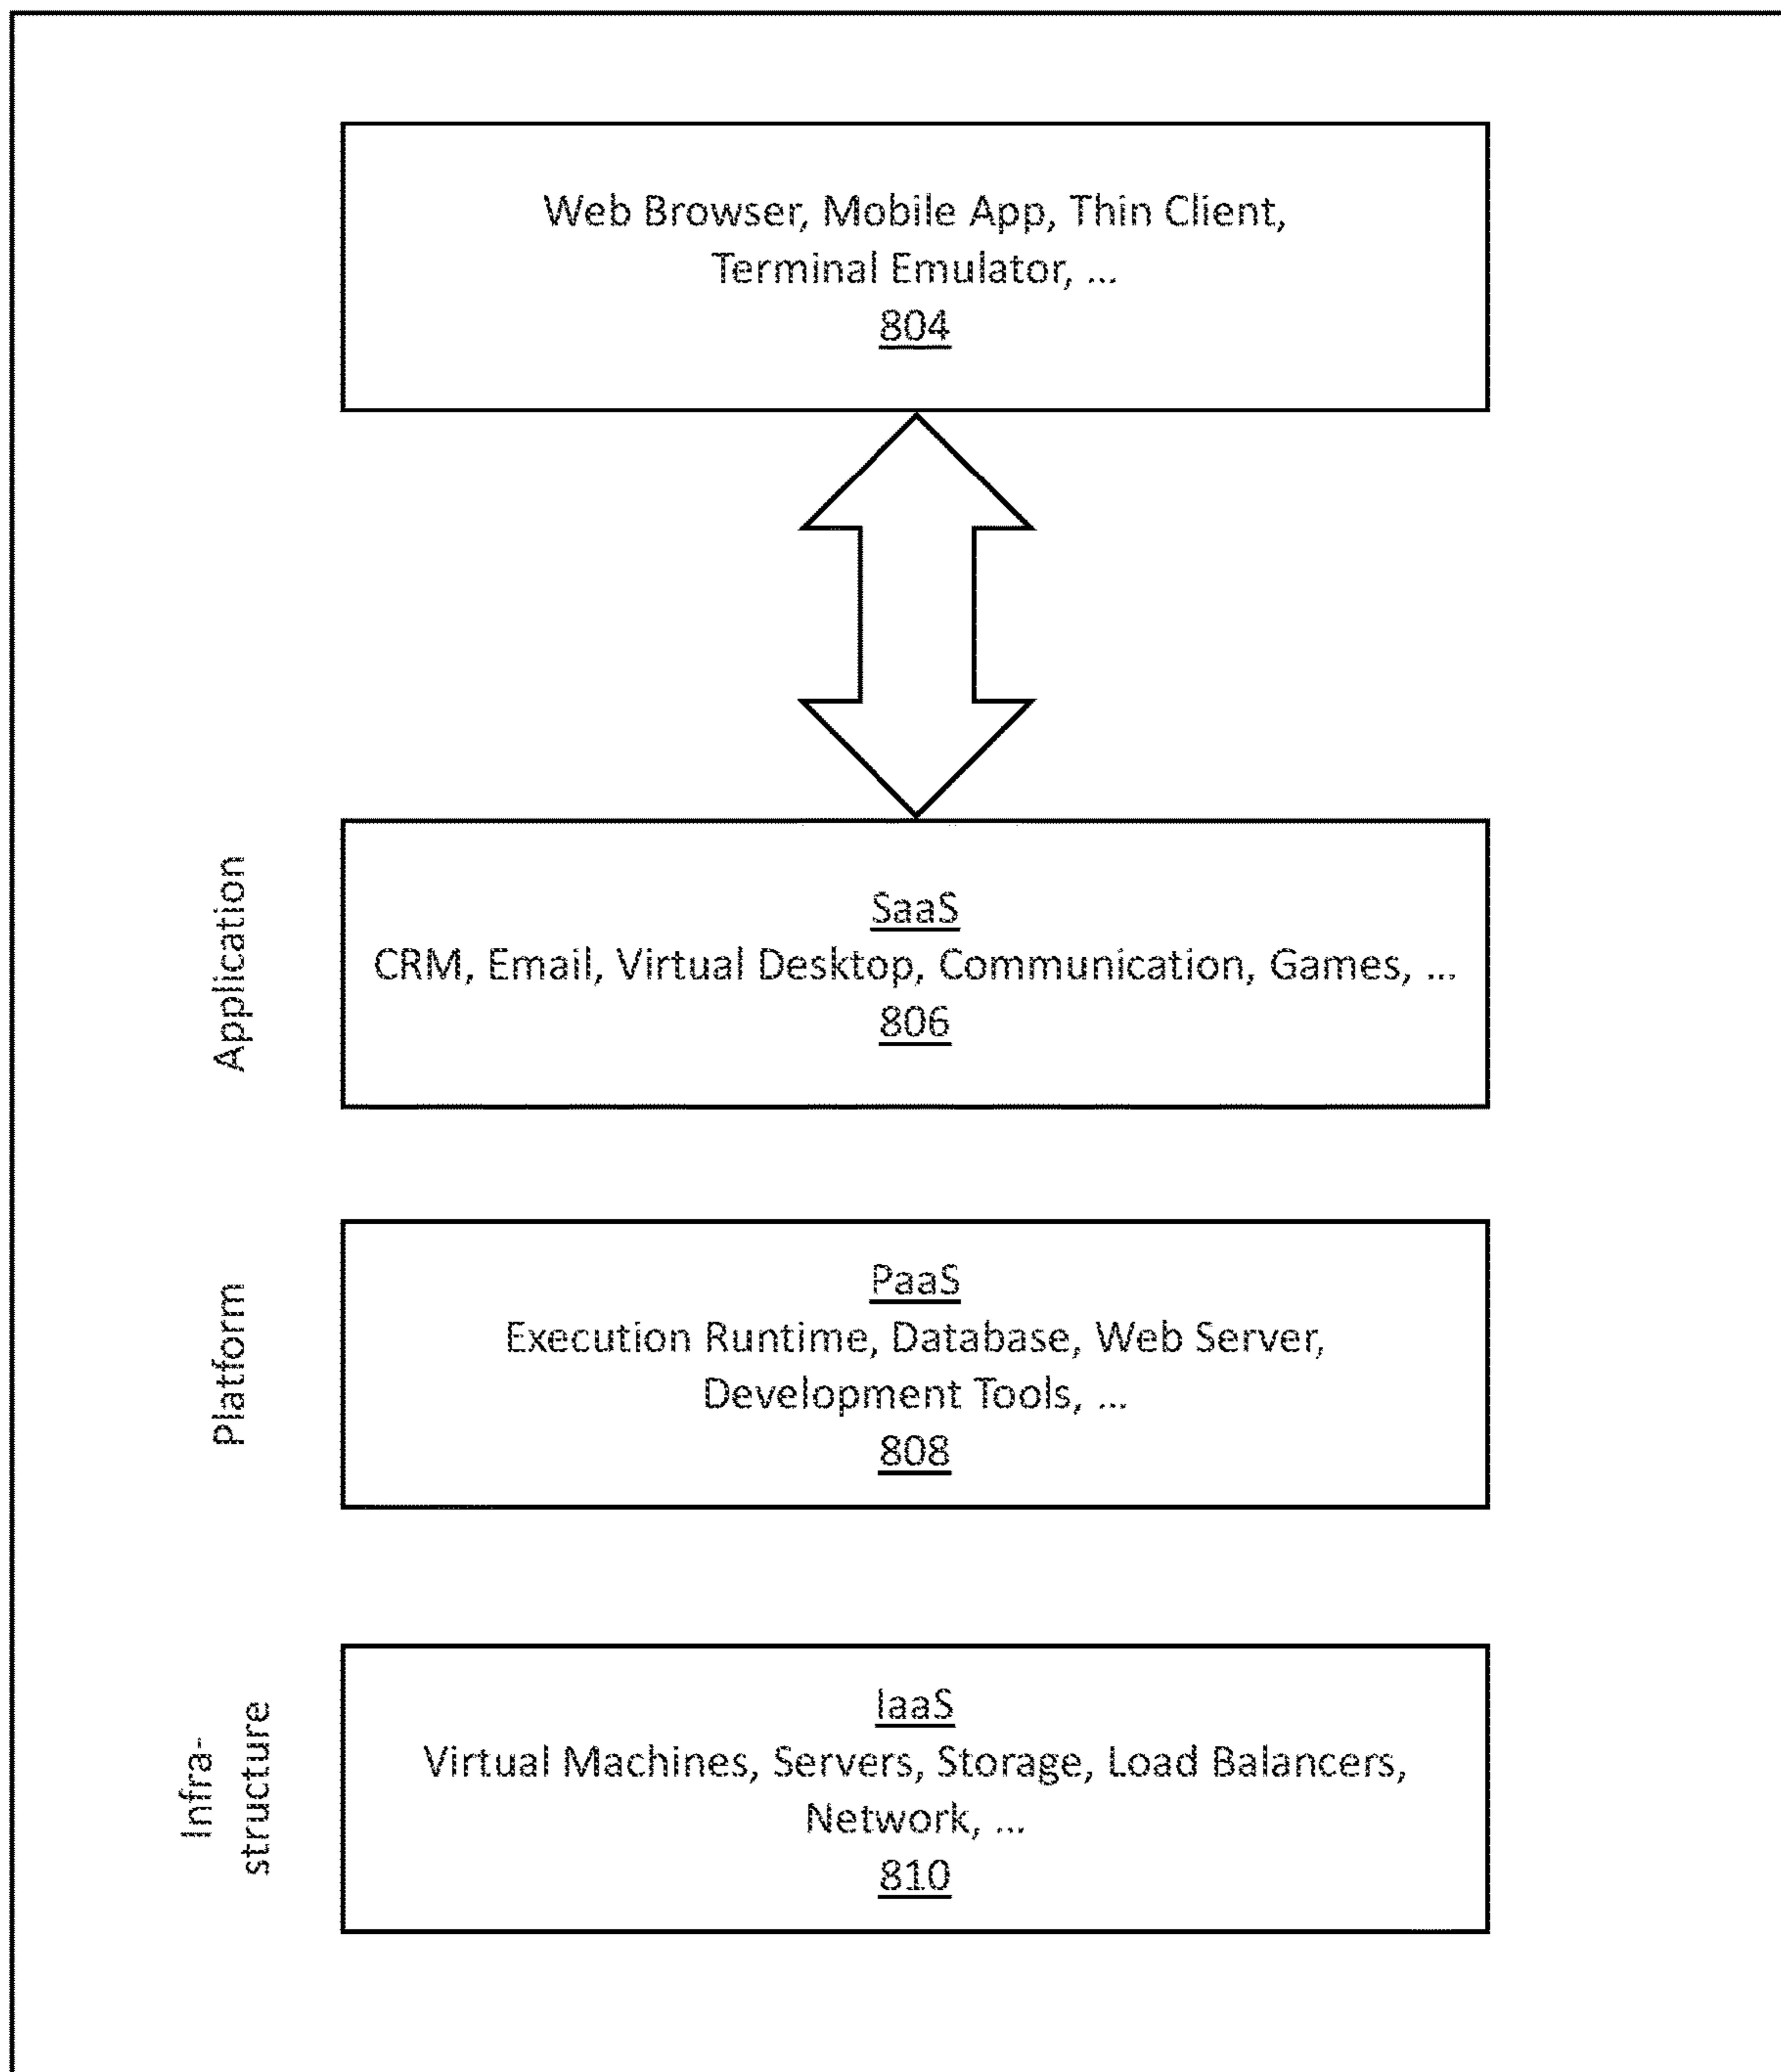 Web Browser, Mobile App, Thin Client,
Terminal Emulator, ...
804
Application
SaaS
CRM, Email, Virtual Desktop, Communication, Games, ...
806
Platform
PaaS
Execution Runtime, Database, Web Server,
Development Tools, ...
808
Infra-
structure
IaaS
Virtual Machines, Servers, Storage, Load Balancers,
Network, ...
810